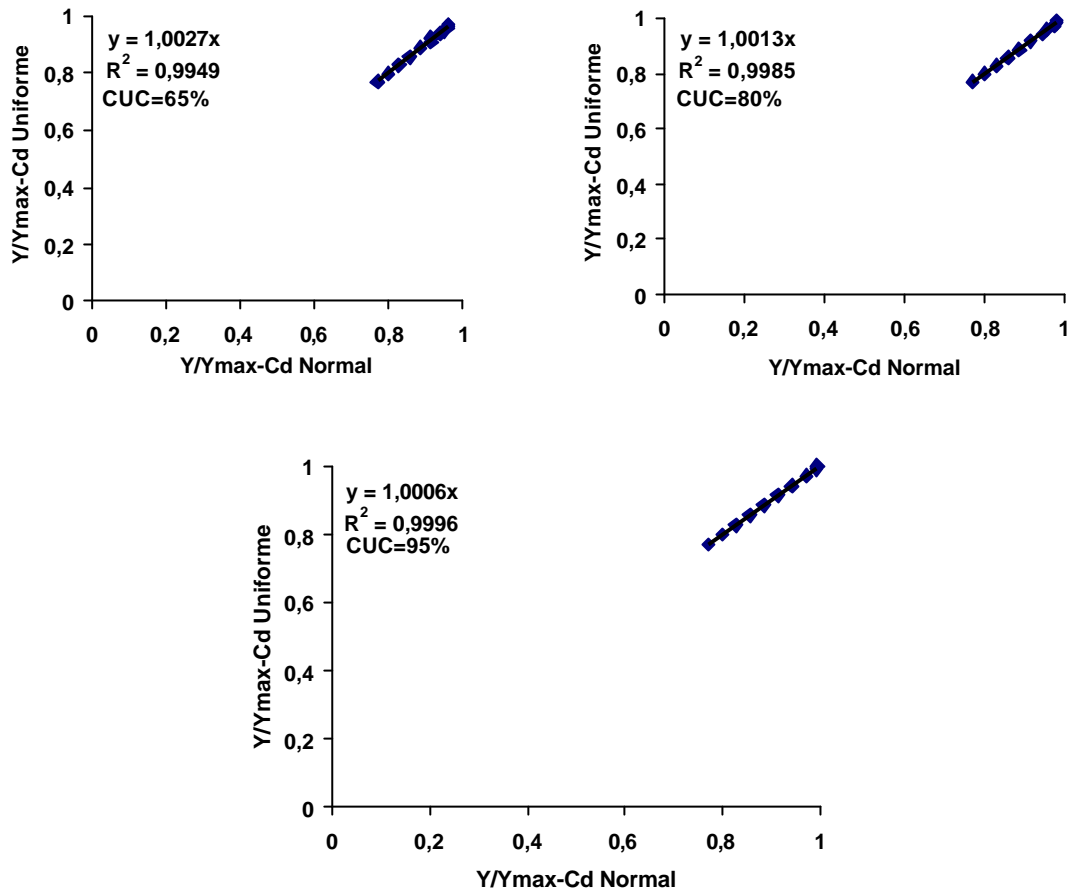 y = 1,0027x
R² = 0,9949
CUC=65%
1
0,8
0,6
0,4
0,2
0
Y/Ymax-Cd Uniforme
0 0,2 0,4 0,6 0,8 1
Y/Ymax-Cd Normal
y = 1,0013x
R² = 0,9985
CUC=80%
1
0,8
0,6
0,4
0,2
0
Y/Ymax-Cd Uniforme
0 0,2 0,4 0,6 0,8 1
Y/Ymax-Cd Normal
y = 1,0006x
R² = 0,9996
CUC=95%
1
0,8
0,6
0,4
0,2
0
Y/Ymax-Cd Uniforme
0 0,2 0,4 0,6 0,8 1
Y/Ymax-Cd Normal